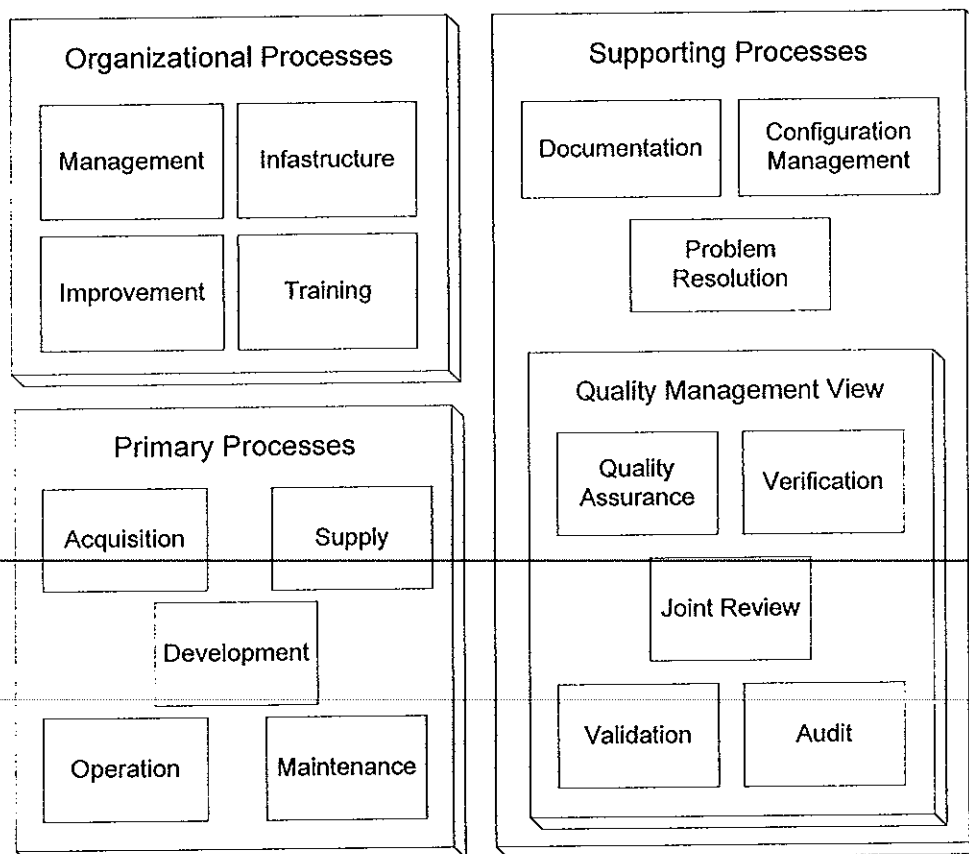 Organizational Processes
Management
Infastructure
Improvement
Training
Primary Processes
Acquisition
Supply
Development
Operation
Maintenance
Supporting Processes
Documentation
Configuration
Management
Problem
Resolution
Quality Management View
Quality
Assurance
Verification
Joint Review
Validation
Audit